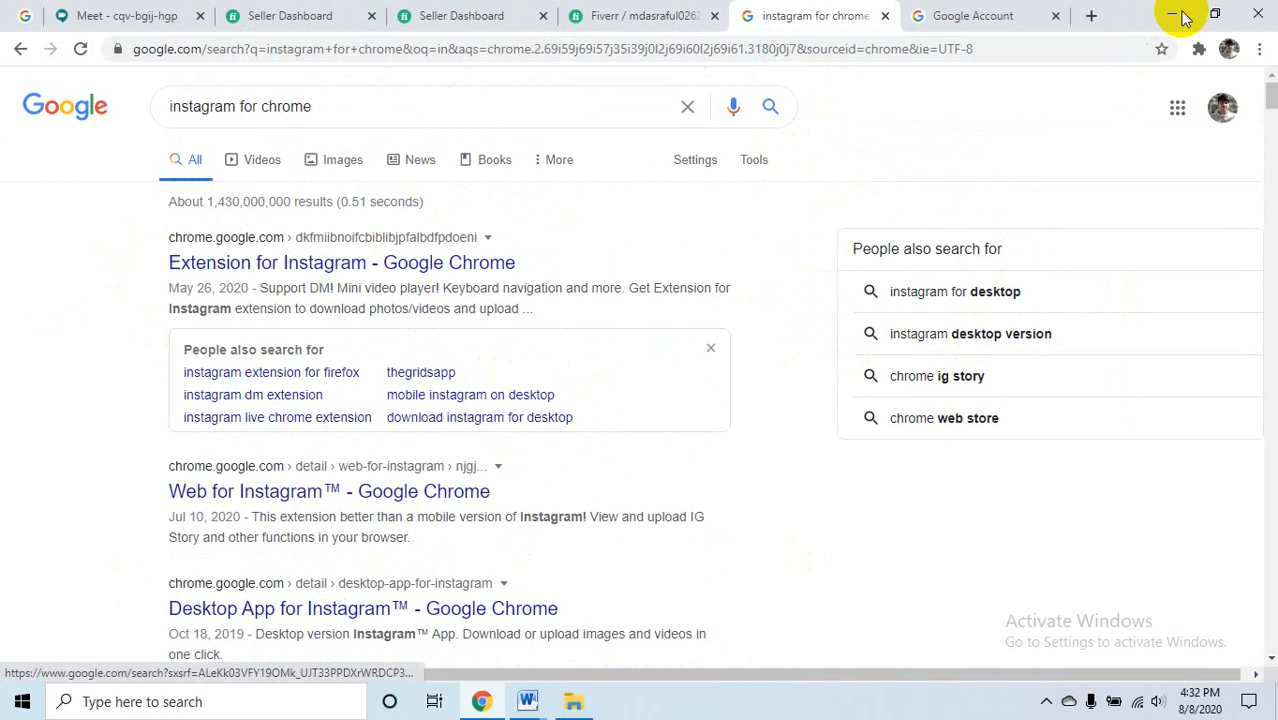 Meet - cqv-bgij-hgp
Seller Dashboard
Seller Dashboard
Fiverr / mdasraful026
instagram for chrome
Google Account
google.com/search?q=instagram+for+chrome&oq=in&aqs=chrome.2.69i59j69i57j69i59j69i60l2j69i61.3180j0j7&sourceid=chrome&ie=UTF-8
Google
instagram for chrome
All
Videos
Images
News
Books
More
Settings
Tools
About 1,430,000,000 results (0.51 seconds)
chrome.google.com › dkfmiibnoifcbiblibjpfalbdfpdoeni
Extension for Instagram - Google Chrome
May 26, 2020 - Support DM! Mini video player! Keyboard navigation and more. Get Extension for
Instagram extension to download photos/videos and upload ...
People also search for
instagram extension for firefox
thegridsapp
instagram dm extension
mobile instagram on desktop
instagram live chrome extension
download instagram for desktop
chrome.google.com › detail › web-for-instagram › njgj...
Web for Instagram™ - Google Chrome
Jul 10, 2020 - This extension better than a mobile version of Instagram! View and upload IG
Story and other functions in your browser.
chrome.google.com › detail › desktop-app-for-instagram
Desktop App for Instagram™ - Google Chrome
Oct 18, 2019 - Desktop version Instagram™ App. Download or upload images and videos in
one click.
People also search for
instagram for desktop
instagram desktop version
chrome ig story
chrome web store
Activate Windows
Go to Settings to activate Windows.
https://www.google.com/search?sxsrf=ALeKk03VFY19OMk_UJT33PPDXrWRDCP3...
Type here to search
4:32 PM
8/8/2020